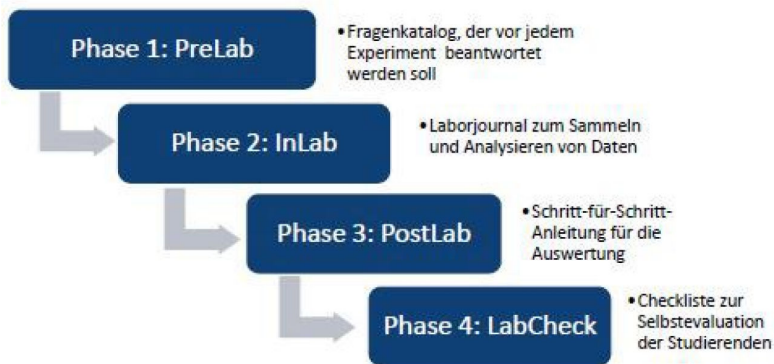 Phase 1: PreLab
•Fragenkatalog, der vor jedem
Experiment beantwortet
werden soll
Phase 2: InLab
•Laborjournal zum Sammeln
und Analysieren von Daten
Phase 3: PostLab
•Schritt-für-Schritt-
Anleitung für die
Auswertung
Phase 4: LabCheck
•Checkliste zur
Selbstevaluation
der Studierenden